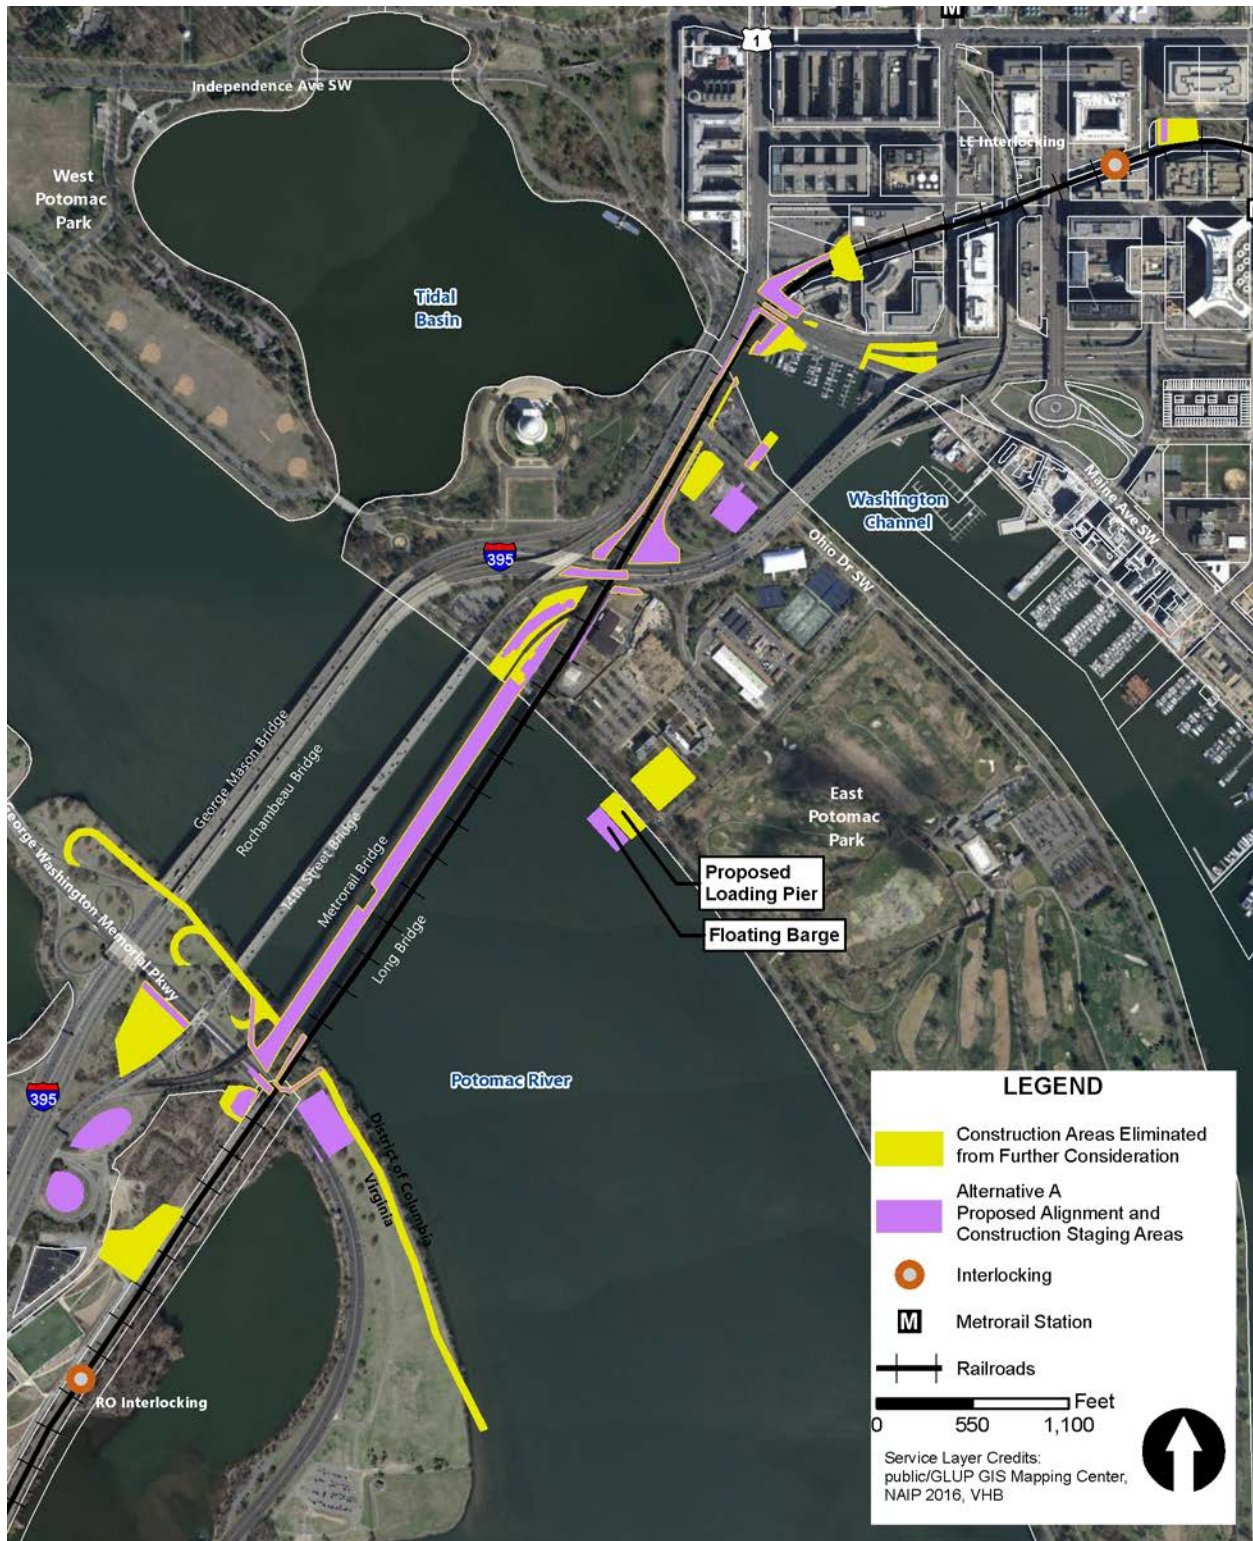 M
1
Independence Ave SW
LE Interlocking
West
Potomac
Park
Tidal
Basin
Washington
Channel
Maine Ave SW
395
Ohio Dr SW
George Mason Bridge
Rochambeau Bridge
14th Street Bridge
Metrorail Bridge
Long Bridge
East
Potomac
Park
Proposed
Loading Pier
Floating Barge
George Washington Memorial Pkwy
Potomac River
395
District of Columbia
Virginia
RO Interlocking
LEGEND
Construction Areas Eliminated
from Further Consideration
Alternative A
Proposed Alignment and
Construction Staging Areas
Interlocking
M
Metrorail Station
Railroads
Feet
0 550 1,100
Service Layer Credits:
public/GLUP GIS Mapping Center,
NAIP 2016, VHB